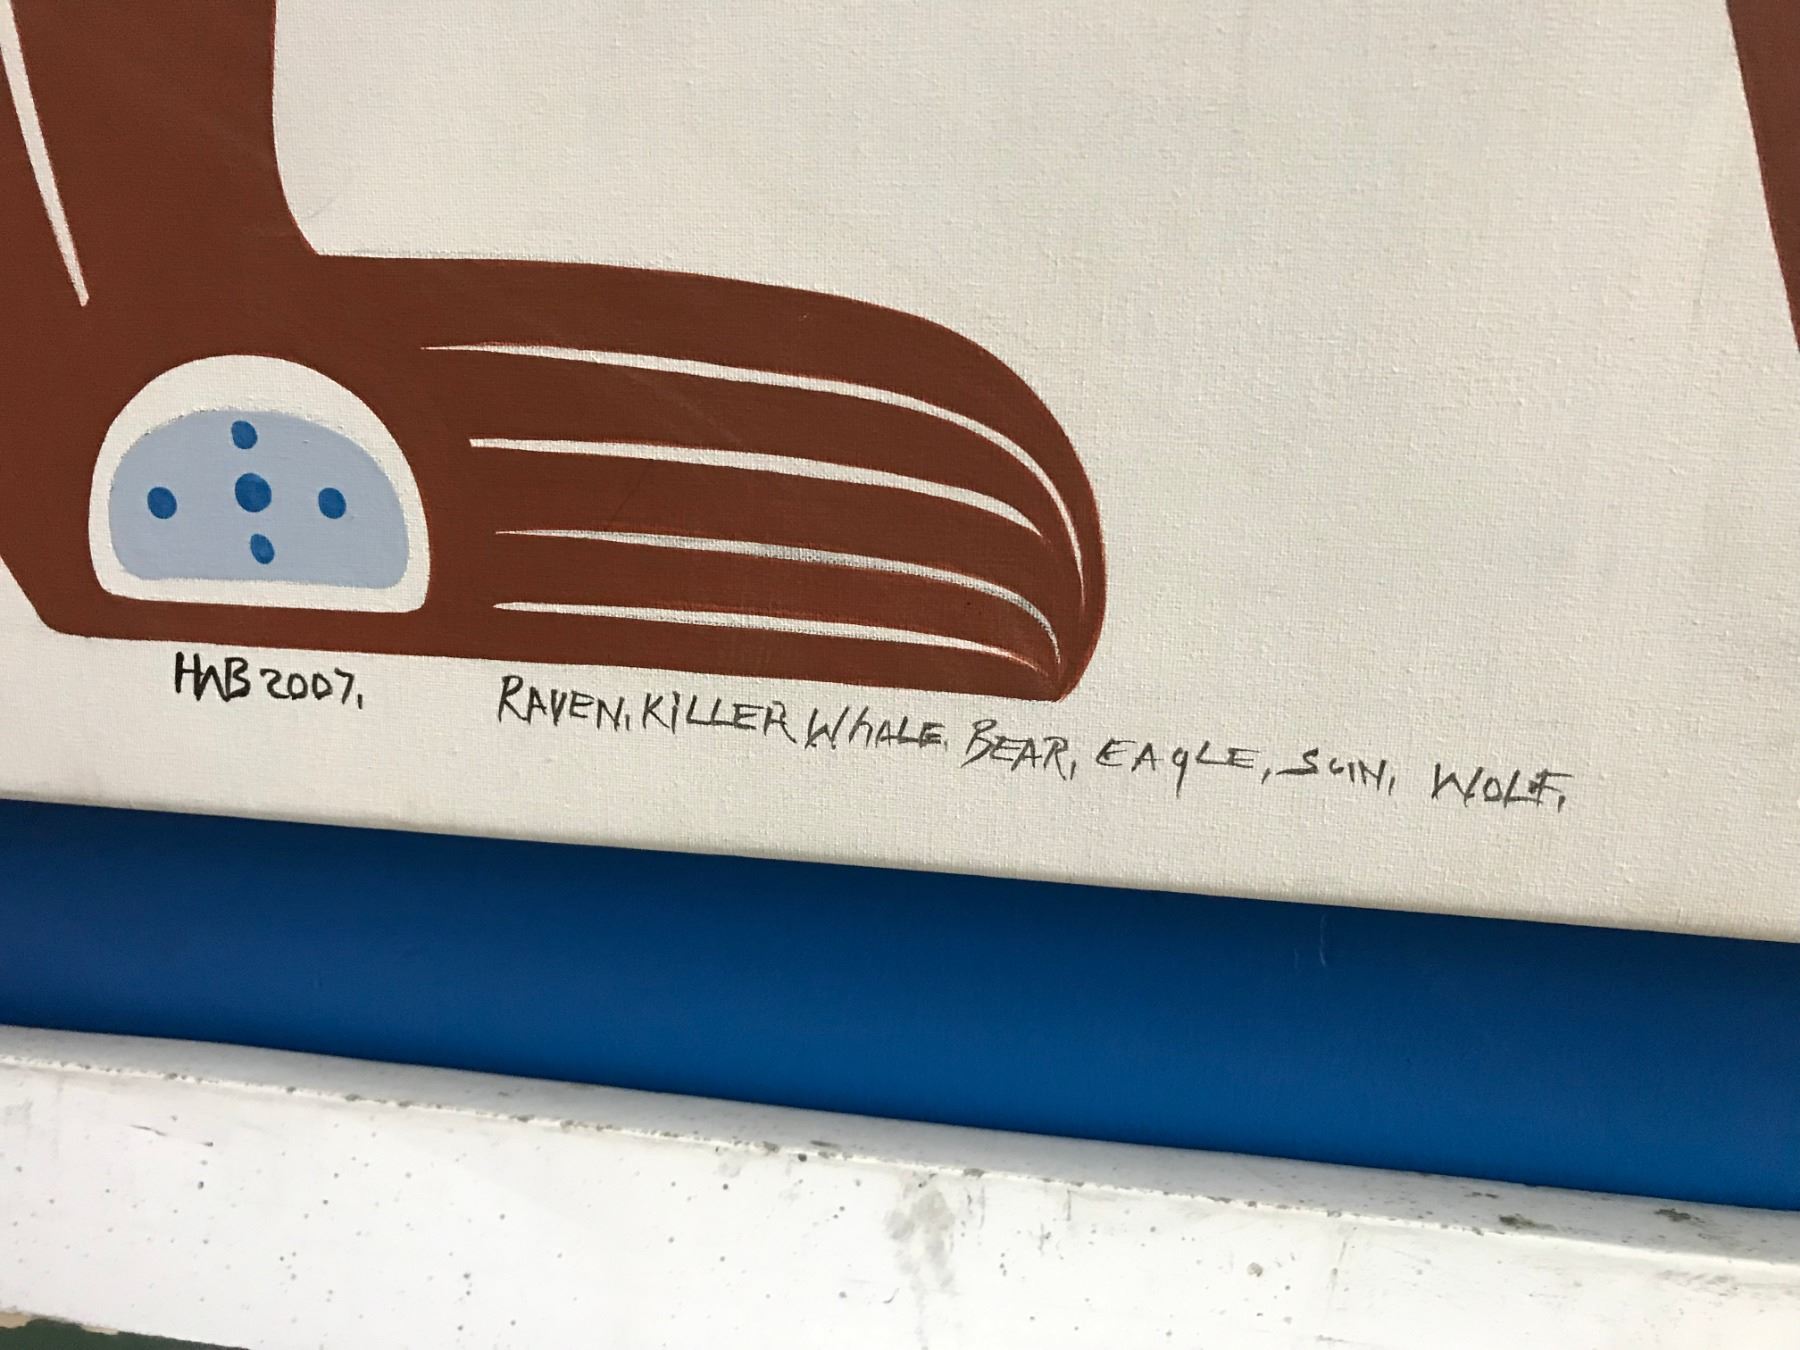 HWB 2007.
RAVEN, KILLER WhALE, BEAR, EAgLE, SUN, WOLF,